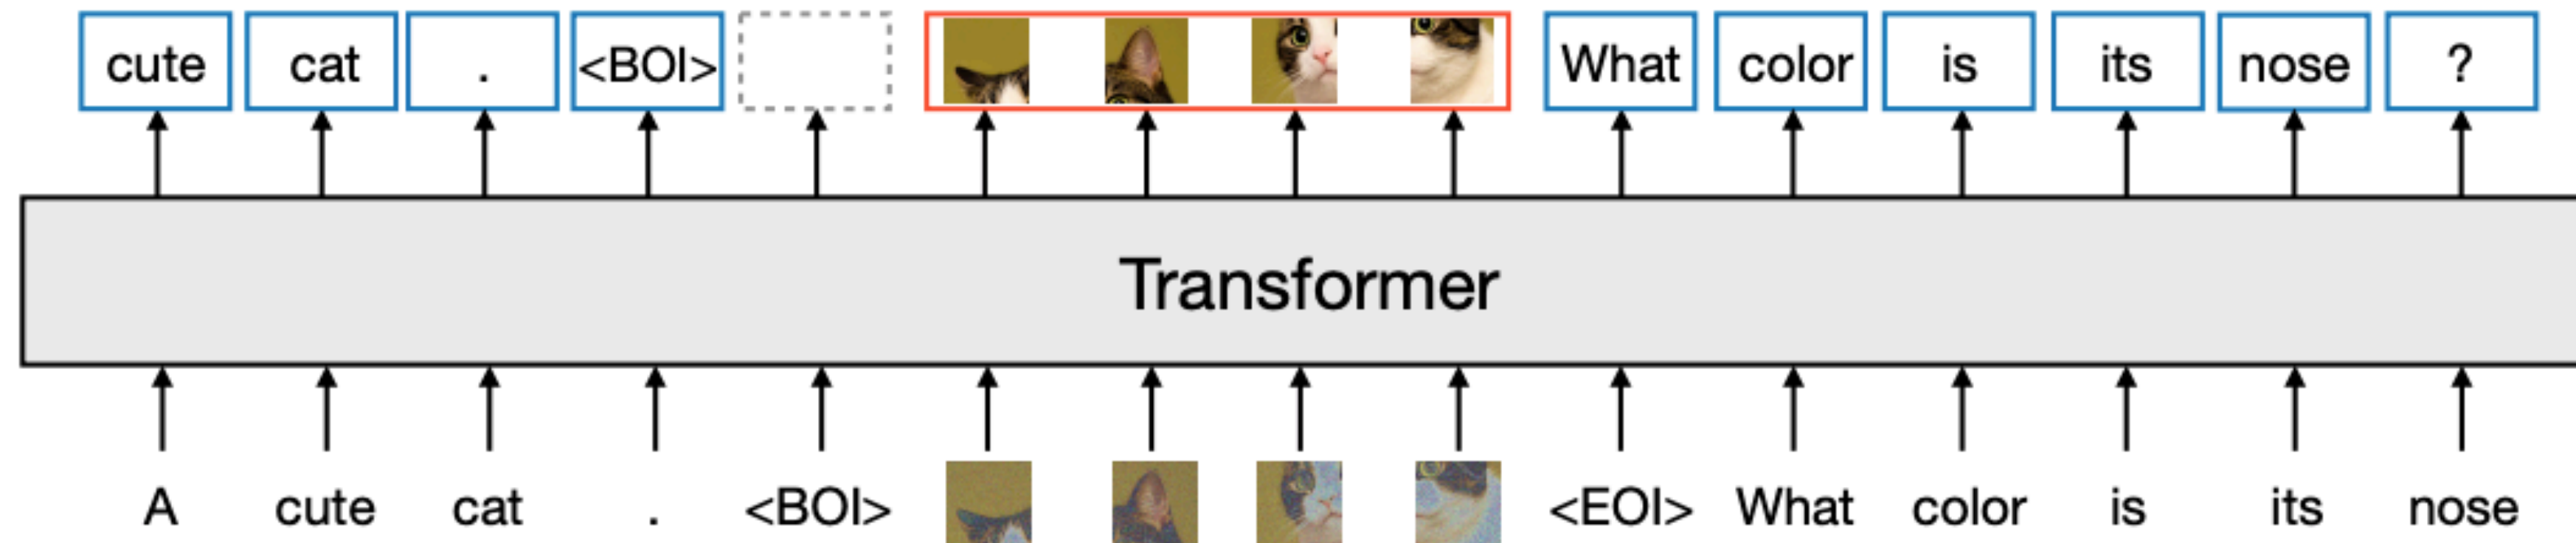 cute cat . <BOI> What color is its nose ?
Transformer
A cute cat . <BOI> <EOI> What color is its nose